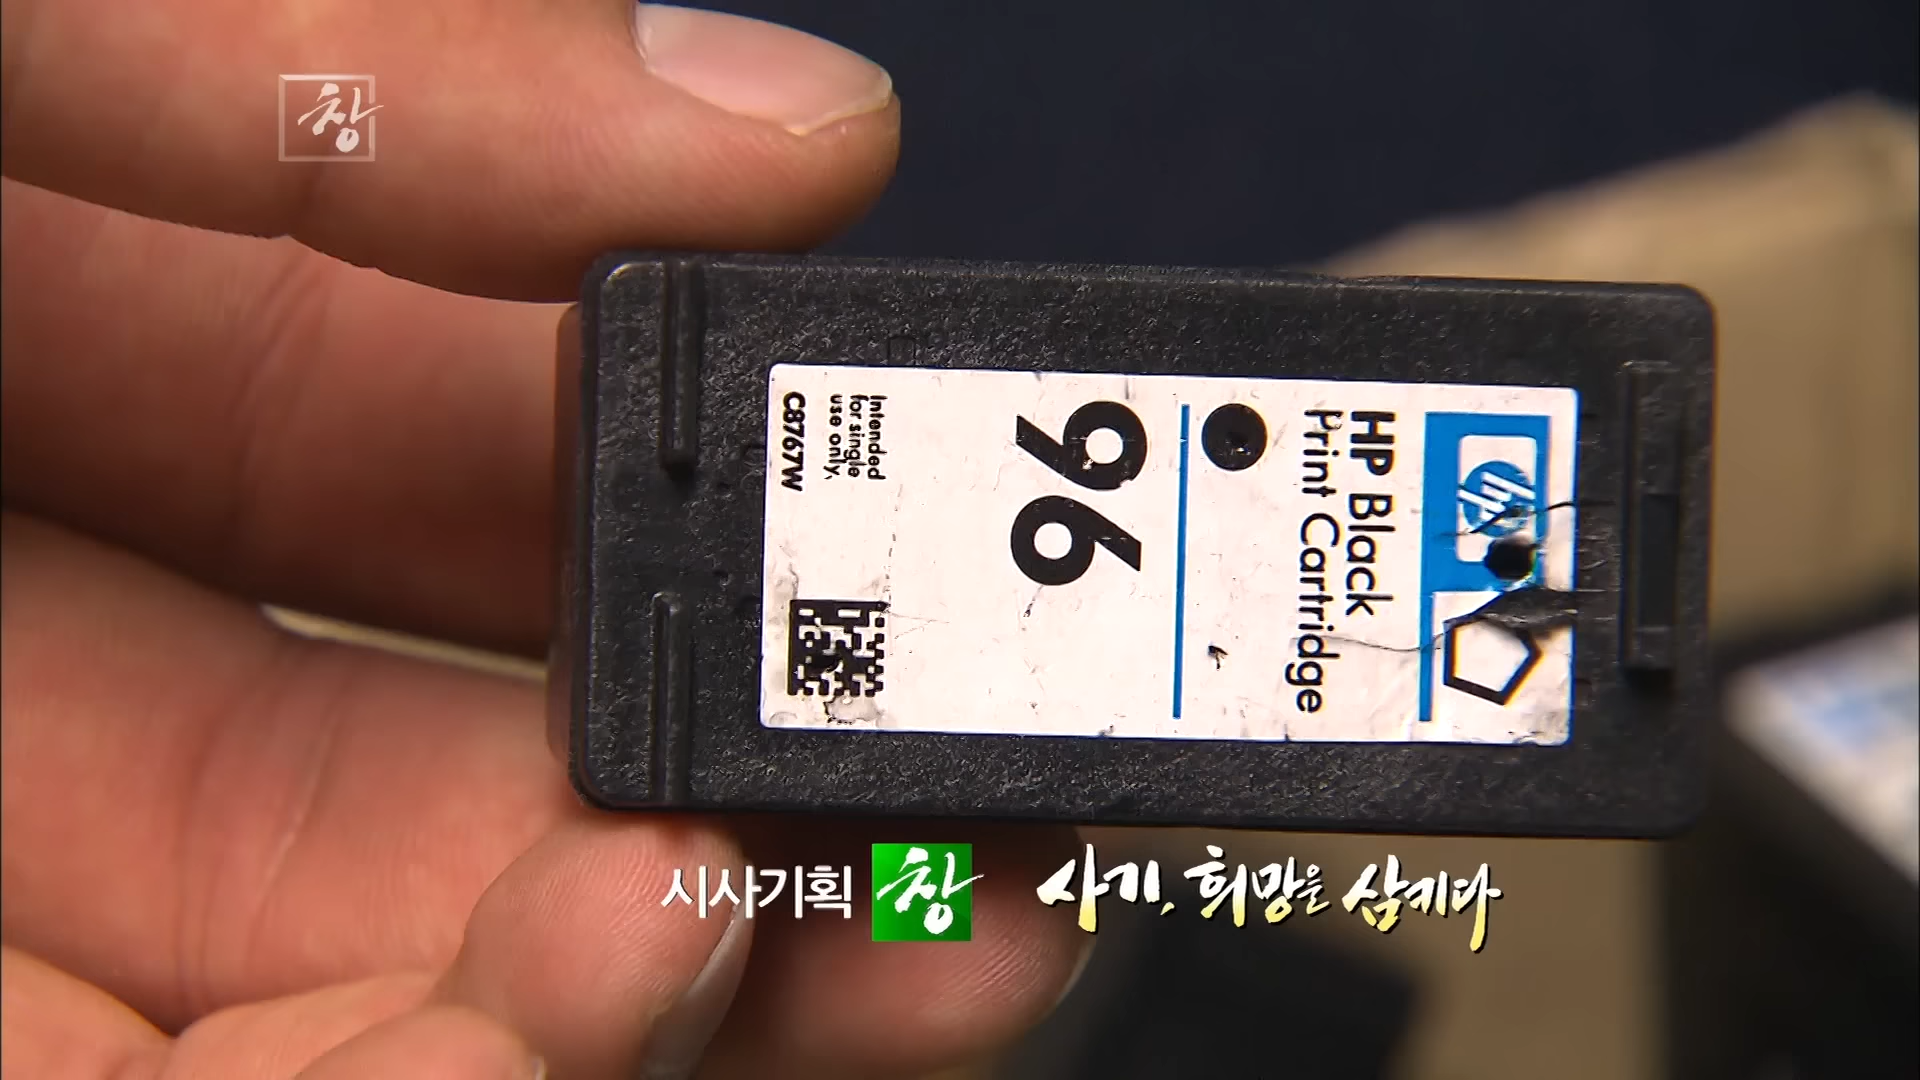 창
hp
HP Black
Print Cartridge
96
Intended
for single
use only.
C8767W
시사기획 창 사기, 희망을 삼키다